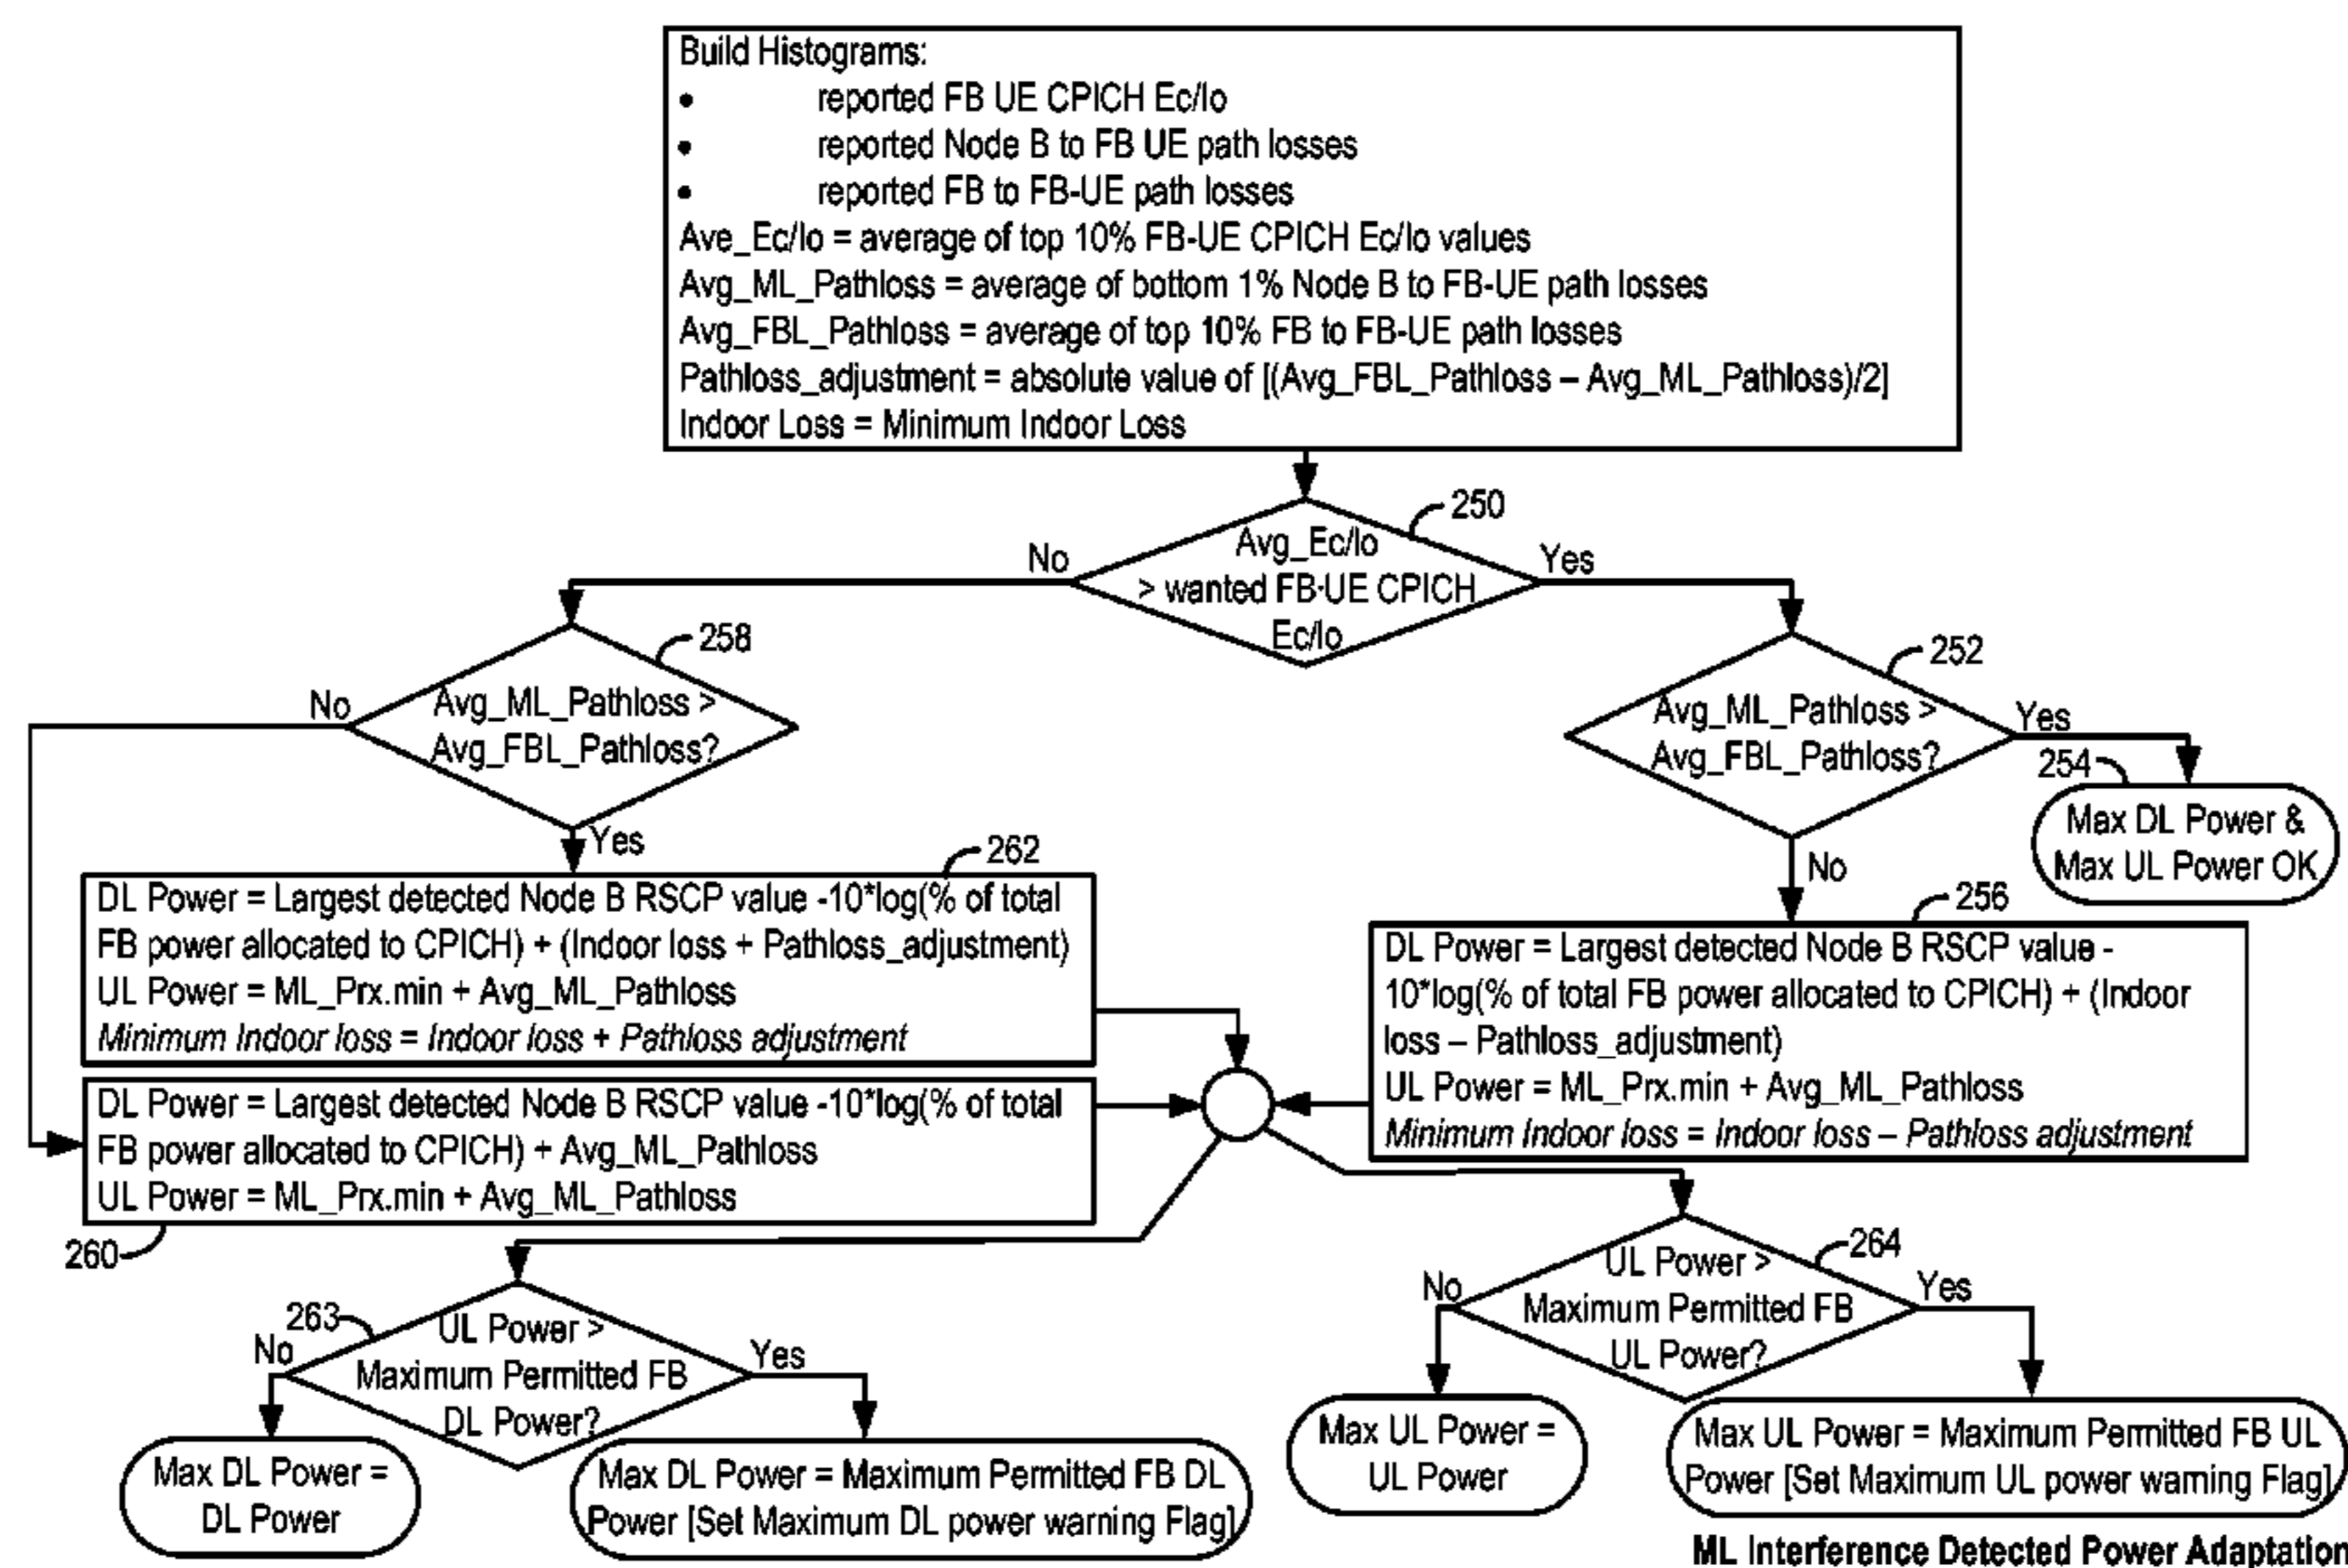 Build Histograms:
• reported FB UE CPICH Ec/Io
• reported Node B to FB UE path losses
• reported FB to FB-UE path losses
Ave_Ec/Io = average of top 10% FB-UE CPICH Ec/Io values
Avg_ML_Pathloss = average of bottom 1% Node B to FB-UE path losses
Avg_FBL_Pathloss = average of top 10% FB to FB-UE path losses
Pathloss_adjustment = absolute value of [(Avg_FBL_Pathloss – Avg_ML_Pathloss)/2]
Indoor Loss = Minimum Indoor Loss
250
Avg_Ec/Io
> wanted FB-UE CPICH
Ec/Io
No
Yes
258
Avg_ML_Pathloss >
Avg_FBL_Pathloss?
No
Yes
252
Avg_ML_Pathloss >
Avg_FBL_Pathloss?
Yes
No
254
Max DL Power &
Max UL Power OK
262
DL Power = Largest detected Node B RSCP value -10*log(% of total
FB power allocated to CPICH) + (Indoor loss + Pathloss_adjustment)
UL Power = ML_Prx.min + Avg_ML_Pathloss
Minimum Indoor loss = Indoor loss + Pathloss adjustment
256
DL Power = Largest detected Node B RSCP value -
10*log(% of total FB power allocated to CPICH) + (Indoor
loss – Pathloss_adjustment)
UL Power = ML_Prx.min + Avg_ML_Pathloss
Minimum Indoor loss = Indoor loss – Pathloss adjustment
DL Power = Largest detected Node B RSCP value -10*log(% of total
FB power allocated to CPICH) + Avg_ML_Pathloss
UL Power = ML_Prx.min + Avg_ML_Pathloss
260
263
UL Power >
Maximum Permitted FB
DL Power?
No
Yes
Max DL Power =
DL Power
Max DL Power = Maximum Permitted FB DL
Power [Set Maximum DL power warning Flag]
264
UL Power >
Maximum Permitted FB
UL Power?
No
Yes
Max UL Power =
UL Power
Max UL Power = Maximum Permitted FB UL
Power [Set Maximum UL power warning Flag]
ML Interference Detected Power Adaptation